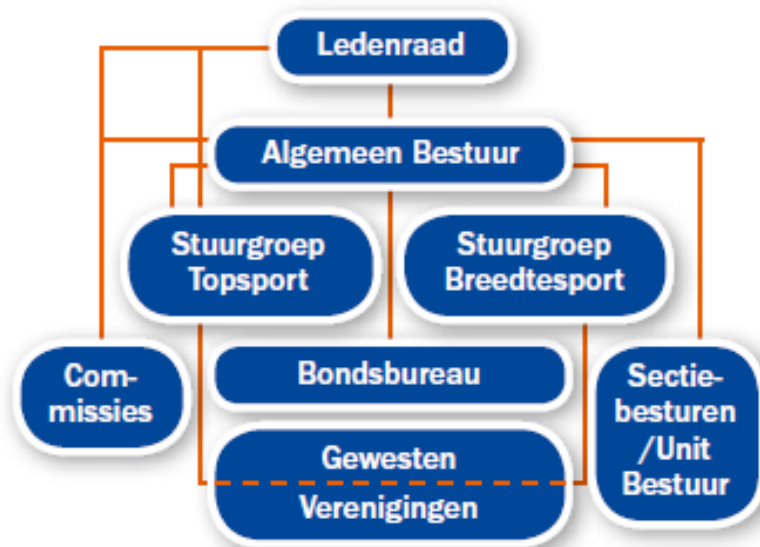 Ledenraad
Algemeen Bestuur
Stuurgroep
Topsport
Stuurgroep
Breedtesport
Com-
missies
Bondsbureau
Sectie-
besturen
/Unit
Bestuur
Gewesten
Verenigingen